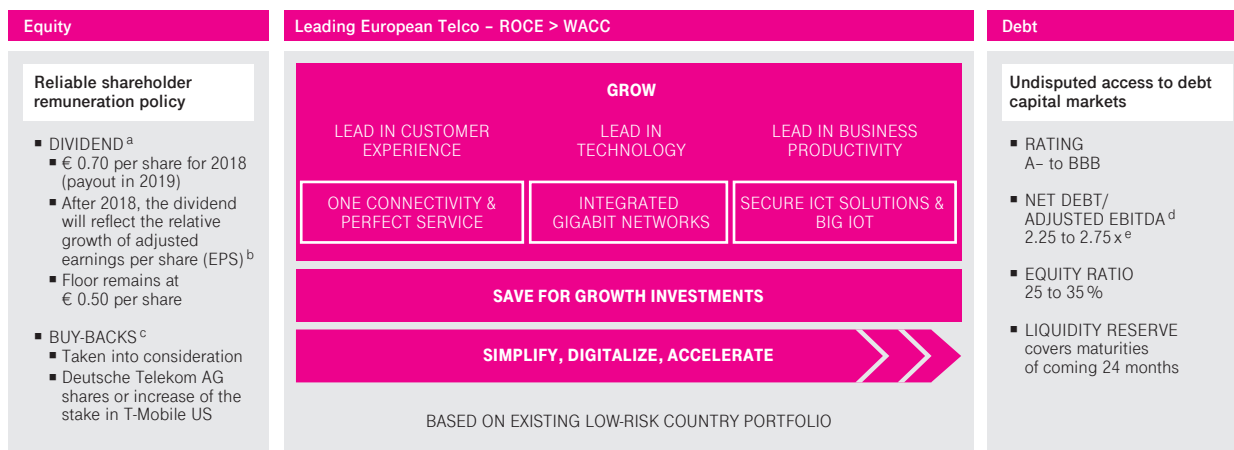 Equity
Reliable shareholder
remuneration policy
▪ DIVIDEND a
▪ € 0.70 per share for 2018
(payout in 2019)
▪ After 2018, the dividend
will reflect the relative
growth of adjusted
earnings per share (EPS) b
▪ Floor remains at
€ 0.50 per share
▪ BUY-BACKS c
▪ Taken into consideration
▪ Deutsche Telekom AG
shares or increase of the
stake in T-Mobile US
Leading European Telco – ROCE > WACC
GROW
LEAD IN CUSTOMER
EXPERIENCE
LEAD IN
TECHNOLOGY
LEAD IN BUSINESS
PRODUCTIVITY
ONE CONNECTIVITY &
PERFECT SERVICE
INTEGRATED
GIGABIT NETWORKS
SECURE ICT SOLUTIONS &
BIG IOT
SAVE FOR GROWTH INVESTMENTS
SIMPLIFY, DIGITALIZE, ACCELERATE
BASED ON EXISTING LOW-RISK COUNTRY PORTFOLIO
Debt
Undisputed access to debt
capital markets
▪ RATING
A– to BBB
▪ NET DEBT/
ADJUSTED EBITDA d
2.25 to 2.75 x e
▪ EQUITY RATIO
25 to 35 %
▪ LIQUIDITY RESERVE
covers maturities
of coming 24 months